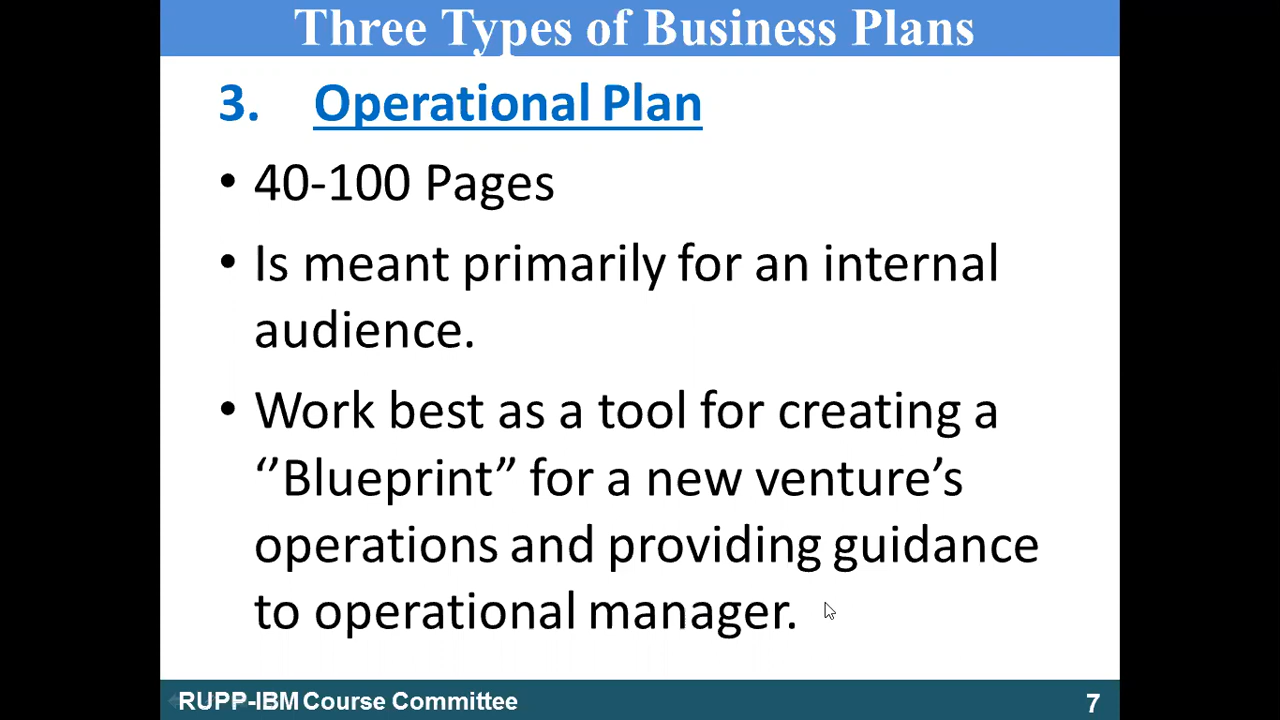 Three Types of Business Plans
3. Operational Plan
• 40-100 Pages
• Is meant primarily for an internal
audience.
• Work best as a tool for creating a
‘’Blueprint” for a new venture’s
operations and providing guidance
to operational manager.
RUPP-IBM Course Committee
7